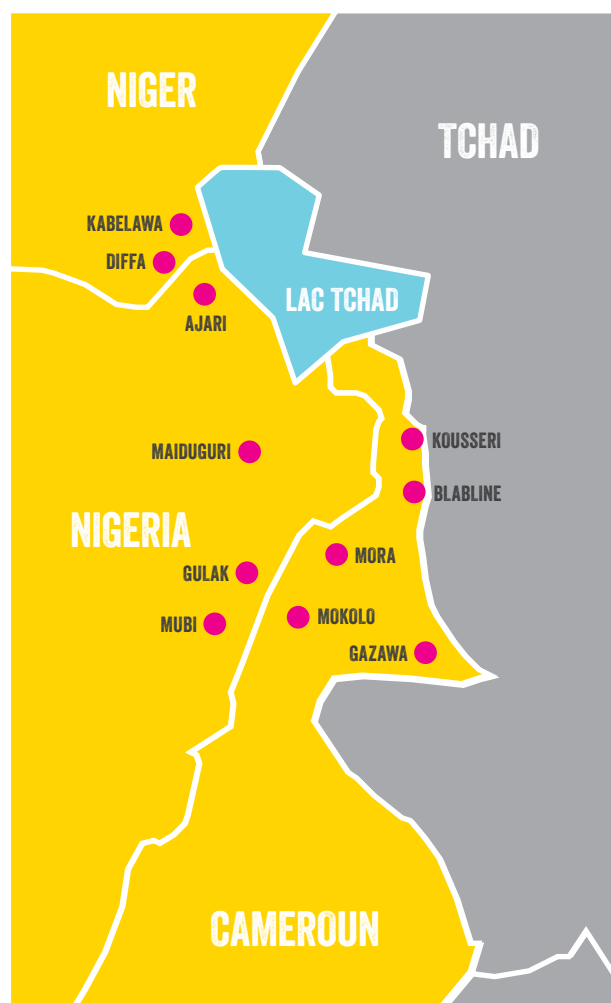 NIGER
TCHAD
KABELAWA
DIFFA
LAC TCHAD
AJARI
KOUSSERI
MAIDUGURI
BLABLINE
NIGERIA
MORA
GULAK
MOKOLO
MUBI
GAZAWA
CAMEROUN